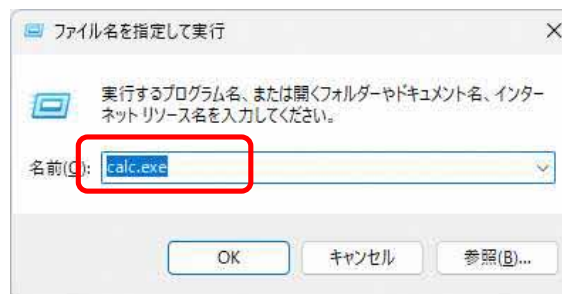 ファイル名を指定して実行
実行するプログラム名、または開くフォルダーやドキュメント名、インター
ネット リソース名を入力してください。
名前(O):
calc.exe
OK
キャンセル
参照(B)...